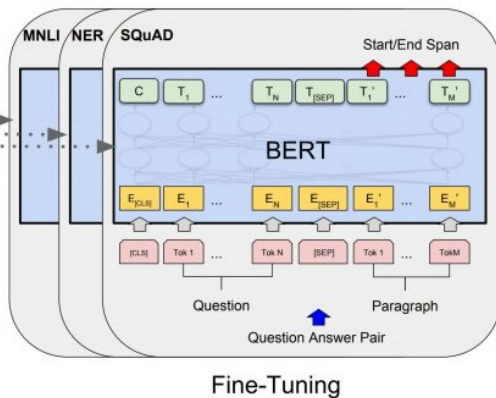 MNLI NER SQuAD
Start/End Span
C T1 ... TN T[SEP] T1' ... TM'
BERT
E[CLS] E1 ... EN E[SEP] E1' ... EM'
[CLS] Tok 1 ... Tok N [SEP] Tok 1 ... TokM
Question Paragraph
Question Answer Pair
Fine-Tuning